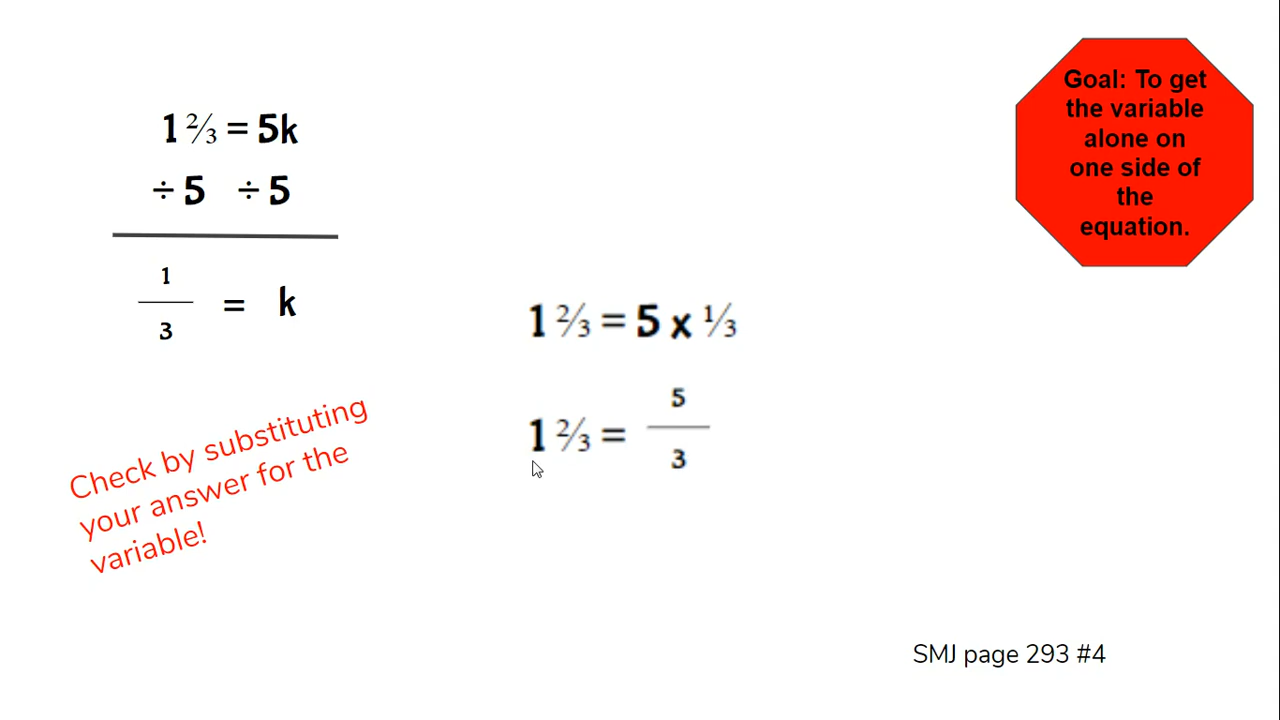 1 ⅔ = 5k
÷ 5 ÷ 5
1
3
= k
Check by substituting
your answer for the
variable!
1 ⅔ = 5 x ⅓
1 ⅔ =
5
3
Goal: To get
the variable
alone on
one side of
the
equation.
SMJ page 293 #4